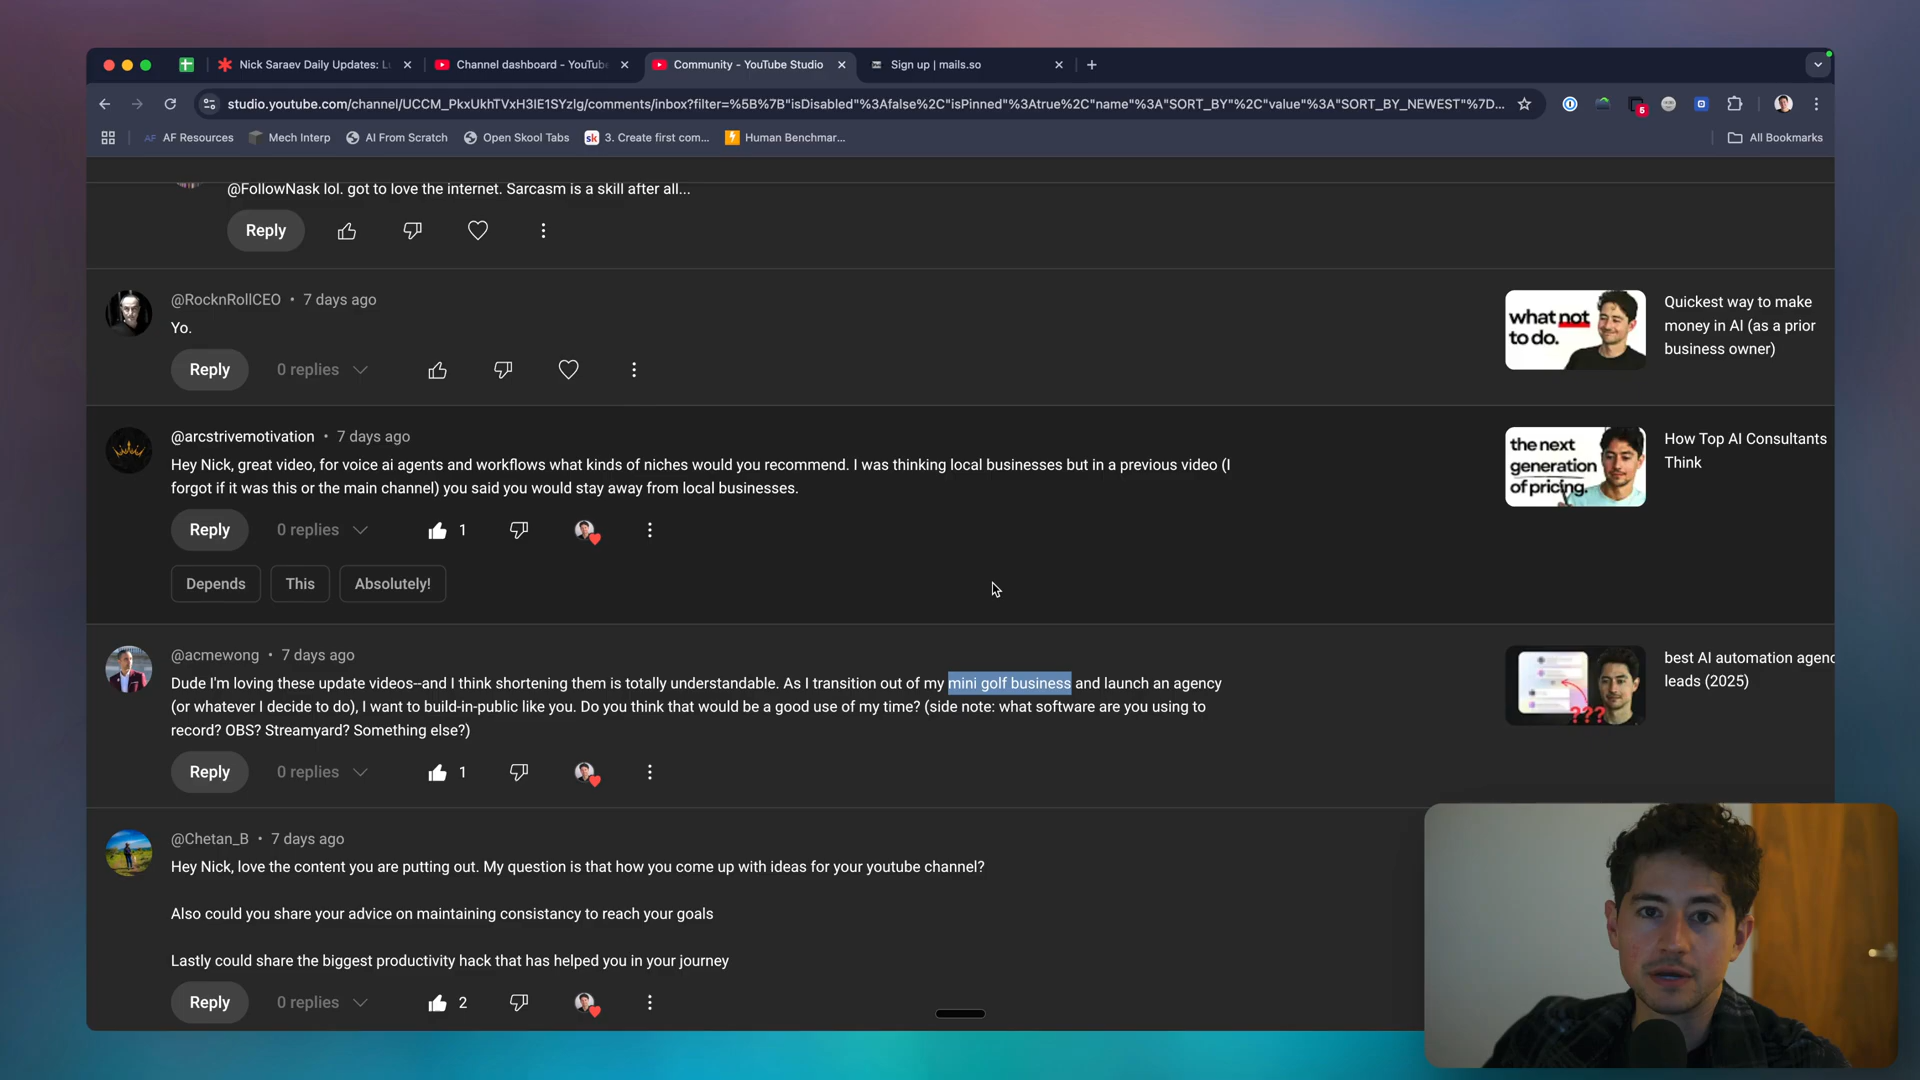 Nick Saraev Daily Updates: L
Channel dashboard - YouTube
Community - YouTube Studio
Sign up | mails.so
studio.youtube.com/channel/UCCM_PkxUkhTVxH3IE1SYzlg/comments/inbox?filter=%5B%7B"isDisabled"%3Afalse%2C"isPinned"%3Atrue%2C"name"%3A"SORT_BY"%2C"value"%3A"SORT_BY_NEWEST"%7D...
5
AF Resources
Mech Interp
AI From Scratch
Open Skool Tabs
sk 3. Create first com...
Human Benchmar...
All Bookmarks
@FollowNask lol. got to love the internet. Sarcasm is a skill after all...
Reply
@RocknRollCEO • 7 days ago
Yo.
Reply 0 replies
what not
to do.
Quickest way to make
money in AI (as a prior
business owner)
@arcstrivemotivation • 7 days ago
Hey Nick, great video, for voice ai agents and workflows what kinds of niches would you recommend. I was thinking local businesses but in a previous video (I
forgot if it was this or the main channel) you said you would stay away from local businesses.
Reply 0 replies 1
Depends This Absolutely!
the next
generation
of pricing.
How Top AI Consultants
Think
@acmewong • 7 days ago
Dude I'm loving these update videos--and I think shortening them is totally understandable. As I transition out of my mini golf business and launch an agency
(or whatever I decide to do), I want to build-in-public like you. Do you think that would be a good use of my time? (side note: what software are you using to
record? OBS? Streamyard? Something else?)
Reply 0 replies 1
???
best AI automation agenc
leads (2025)
@Chetan_B • 7 days ago
Hey Nick, love the content you are putting out. My question is that how you come up with ideas for your youtube channel?
Also could you share your advice on maintaining consistancy to reach your goals
Lastly could share the biggest productivity hack that has helped you in your journey
Reply 0 replies 2